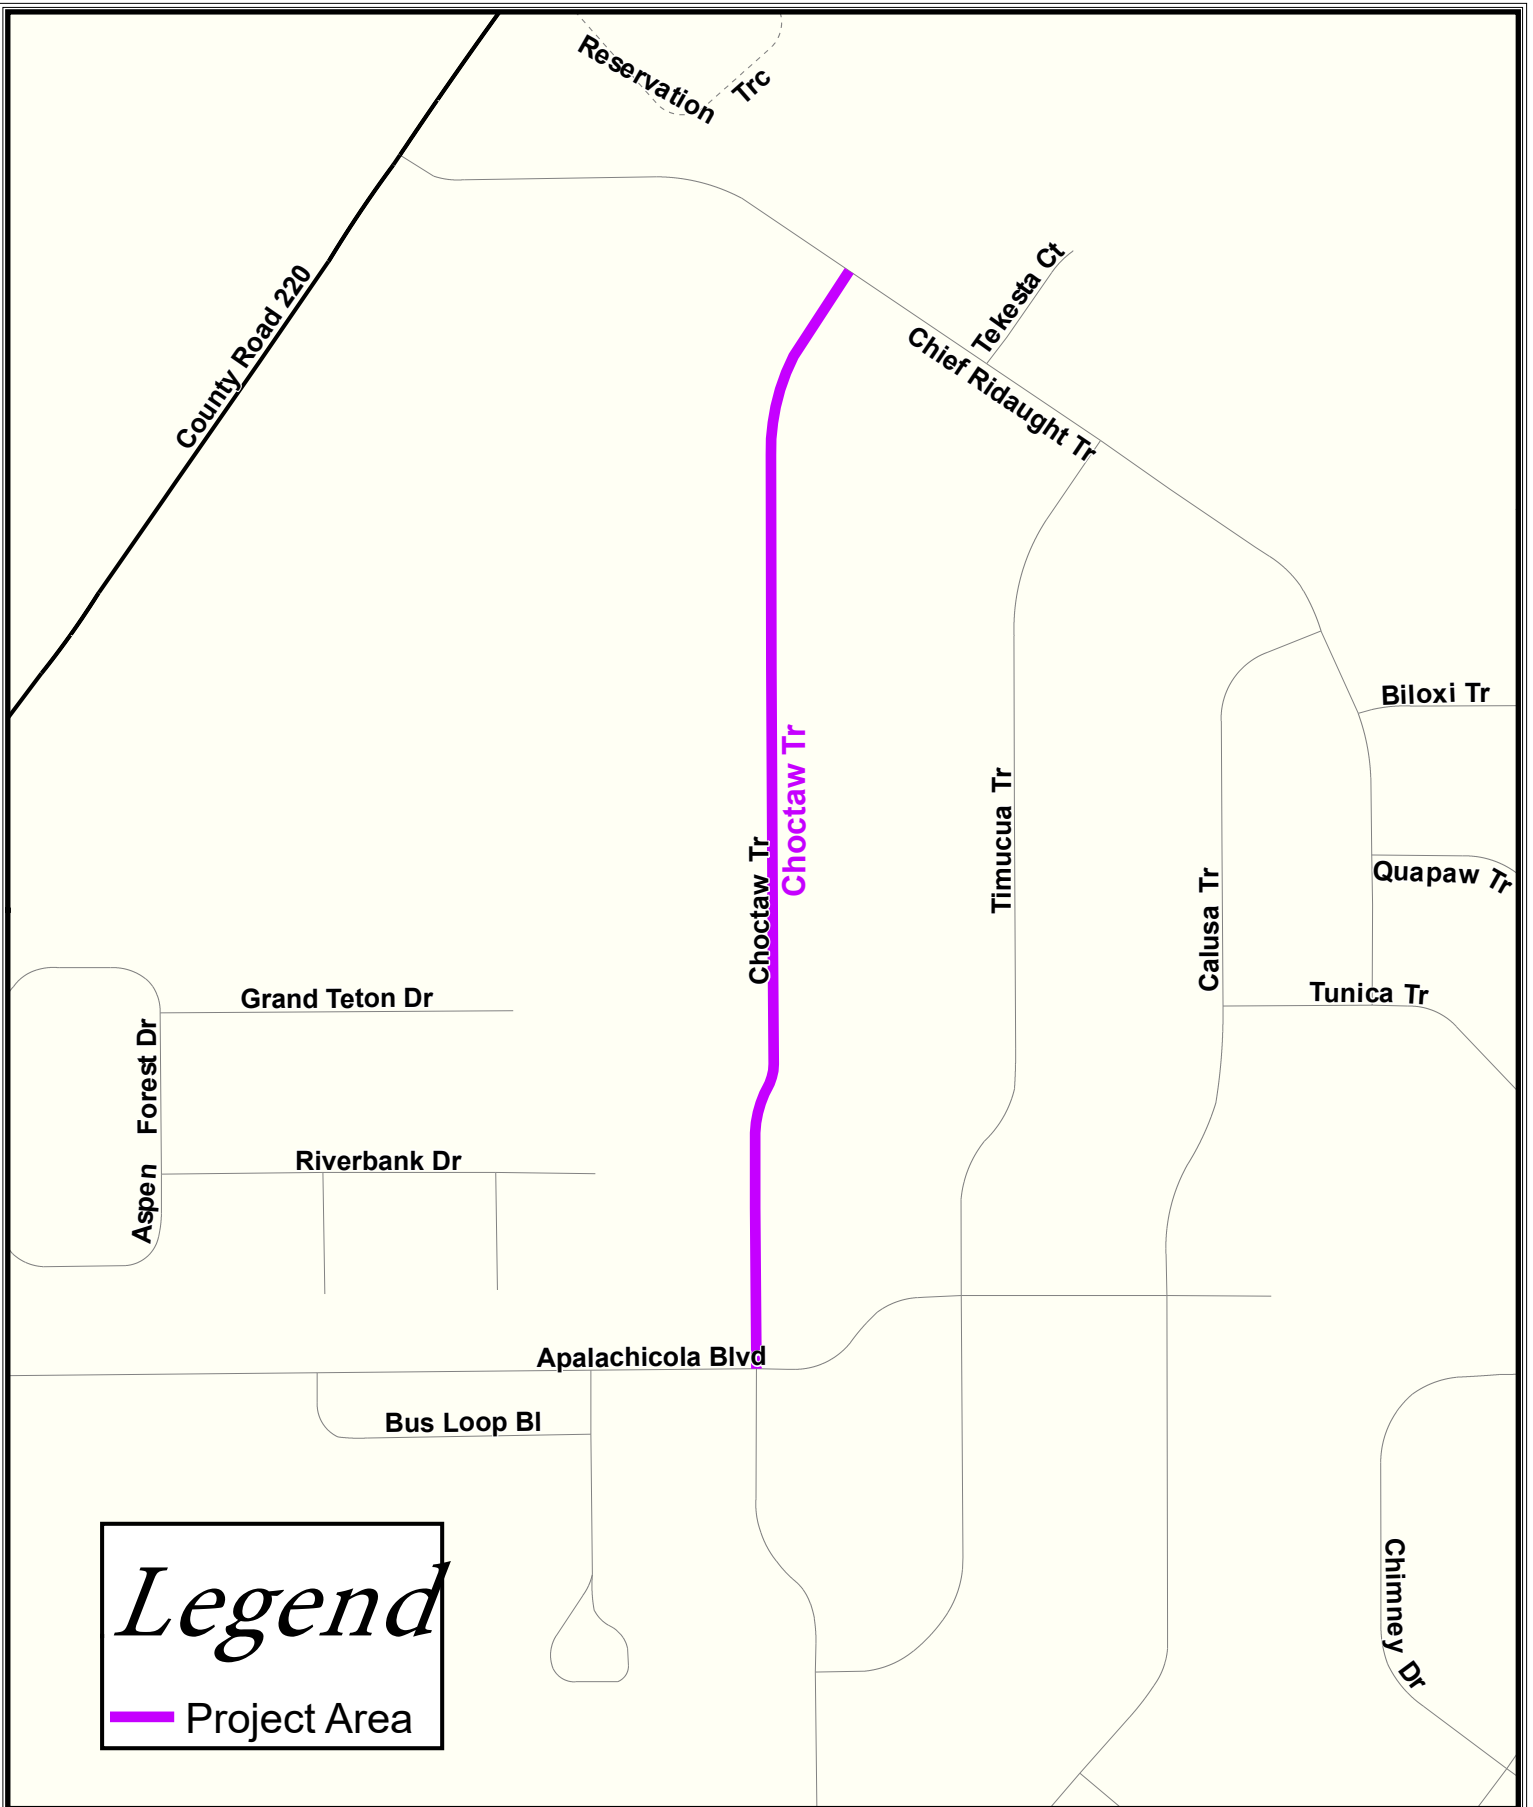 Reservation Trc
County Road 220
Tekesta Ct
Chief Ridaught Tr
Biloxi Tr
Choctaw Tr
Choctaw Tr
Timucua Tr
Calusa Tr
Quapaw Tr
Tunica Tr
Grand Teton Dr
Aspen Forest Dr
Riverbank Dr
Apalachicola Blvd
Bus Loop Bl
Chimney Dr
Legend
Project Area